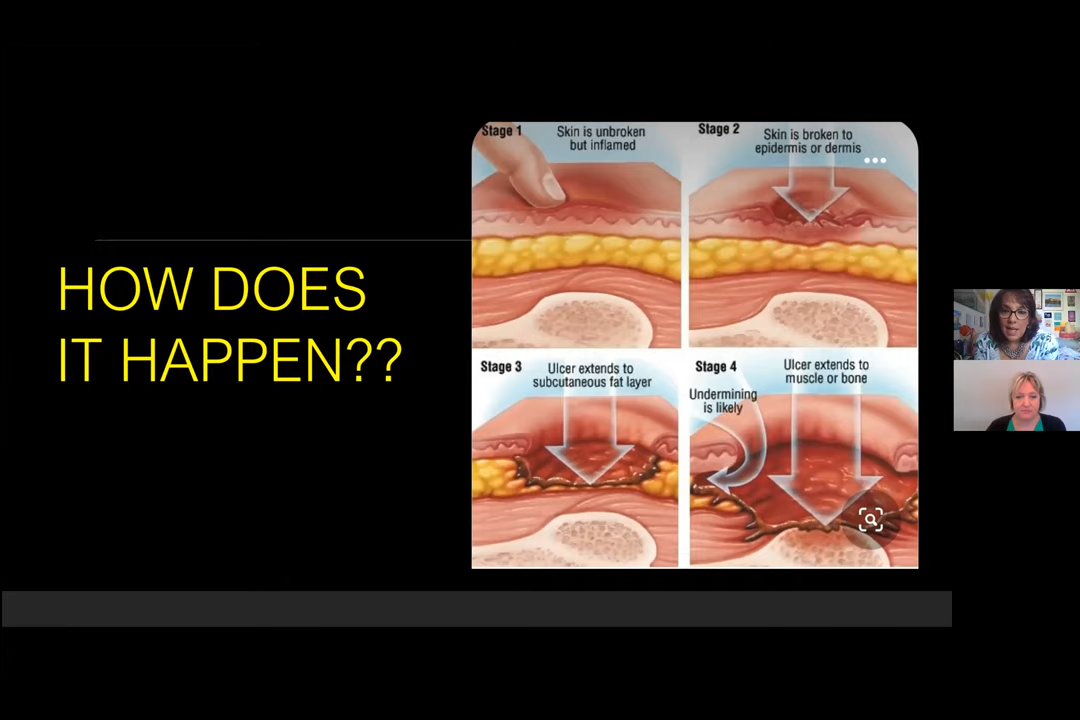 HOW DOES
IT HAPPEN??
Stage 1
Skin is unbroken
but inflamed
Stage 2
Skin is broken to
epidermis or dermis
Stage 3
Ulcer extends to
subcutaneous fat layer
Stage 4
Undermining
is likely
Ulcer extends to
muscle or bone